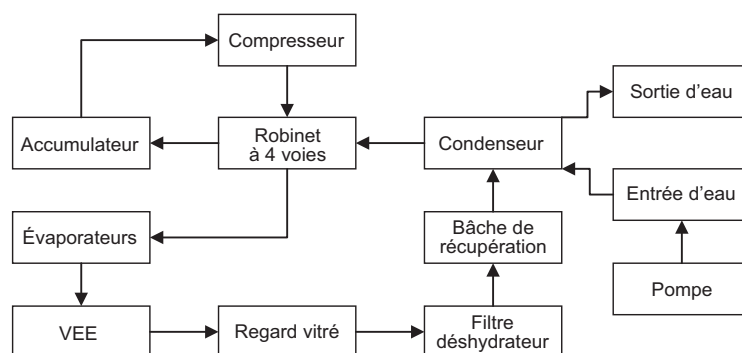 Compresseur
Sortie d’eau
Accumulateur
Robinet
à 4 voies
Condenseur
Entrée d’eau
Évaporateurs
Bâche de
récupération
Pompe
VEE
Regard vitré
Filtre
déshydrateur